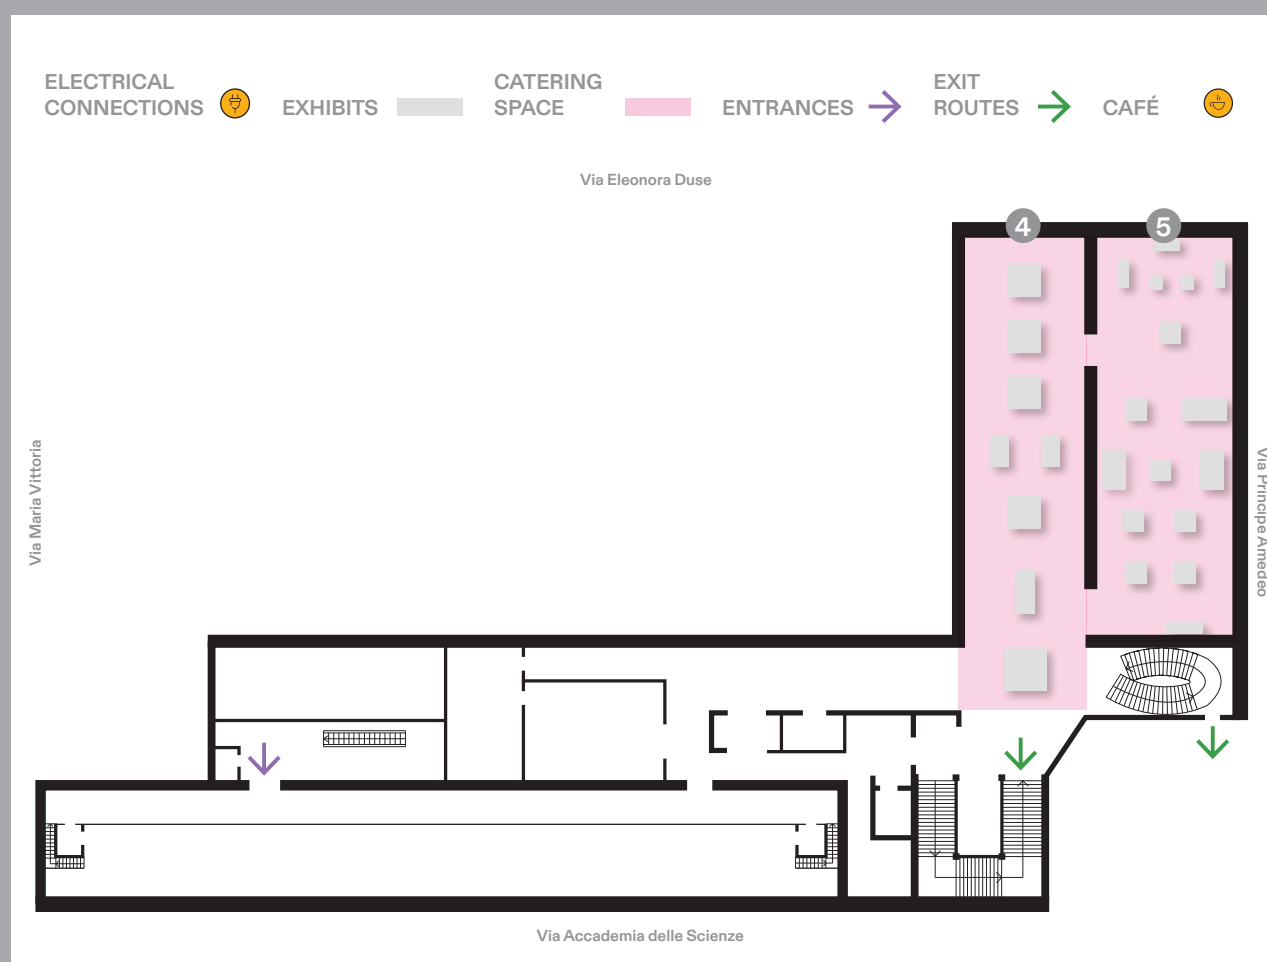 ELECTRICAL
CONNECTIONS
EXHIBITS
CATERING
SPACE
ENTRANCES
EXIT
ROUTES
CAFÉ
Via Eleonora Duse
4
5
Via Maria Vittoria
Via Principe Amedeo
Via Accademia delle Scienze